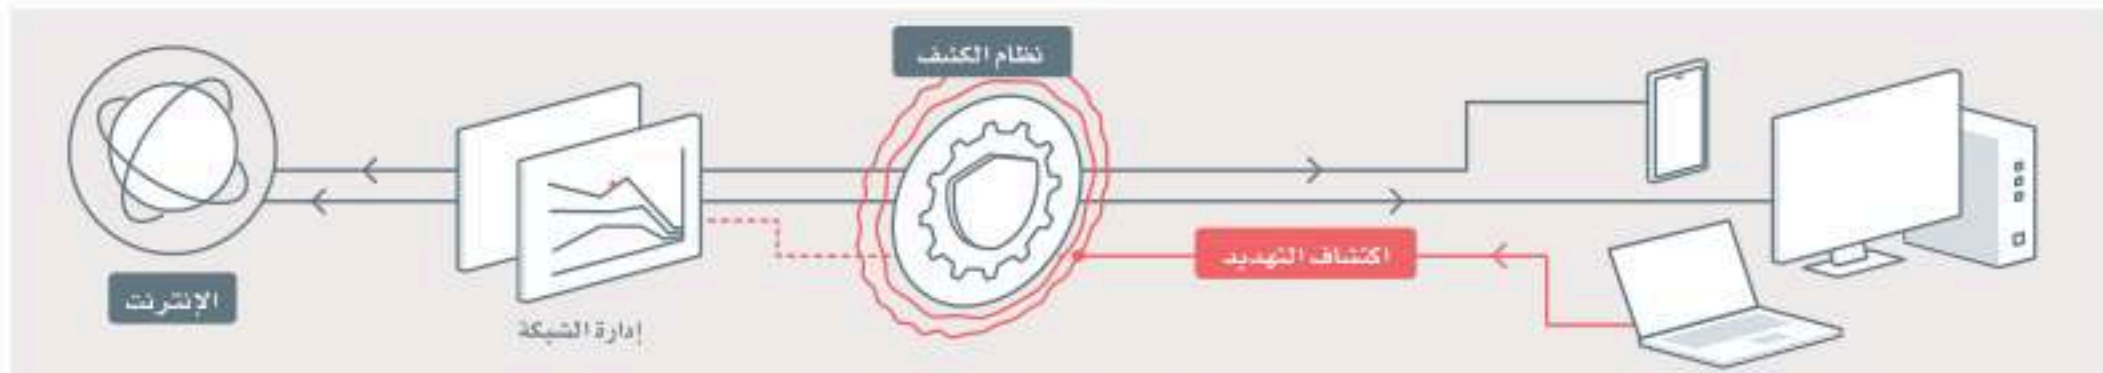 نظام الكشف
اكتشاف التهديد
إدارة الشبكة
الإنترنت